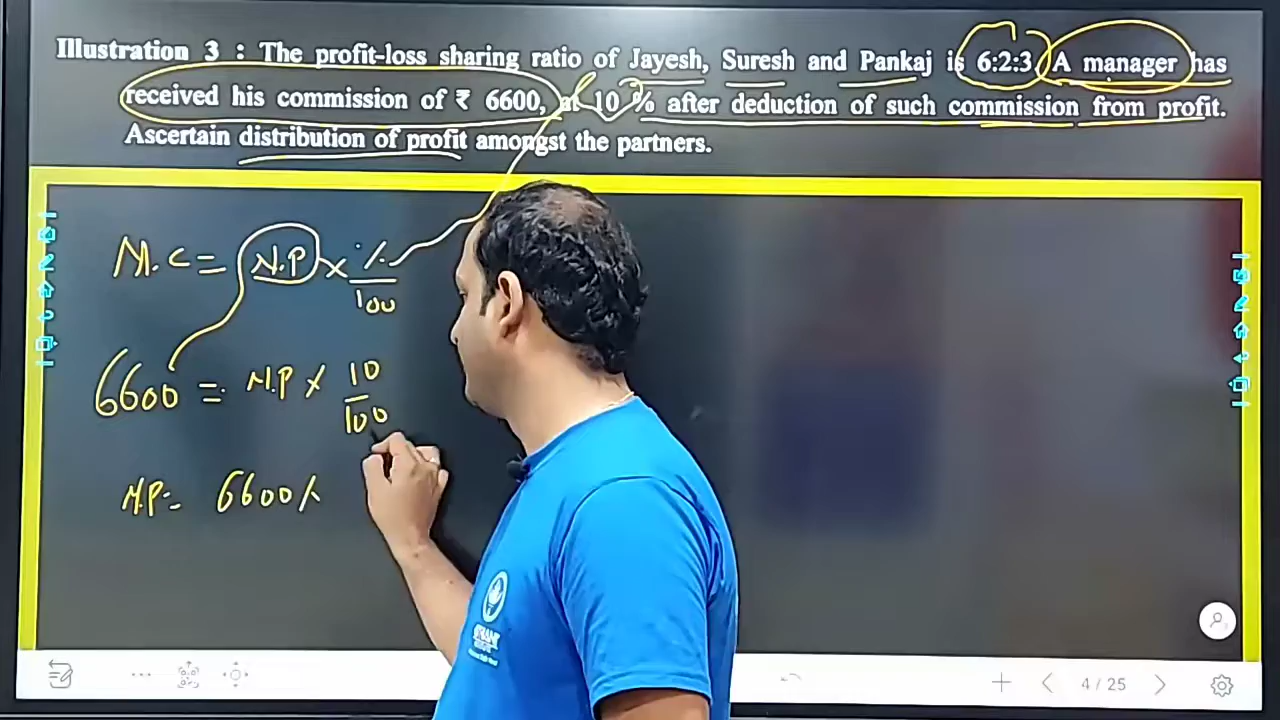 Illustration 3 : The profit-loss sharing ratio of Jayesh, Suresh and Pankaj is 6:2:3. A manager has
received his commission of ₹ 6600, at 10 % after deduction of such commission from profit.
Ascertain distribution of profit amongst the partners.
M.C = N.P × %/100
6600 = N.P × 10/100
N.P = 6600 ×
4 / 25